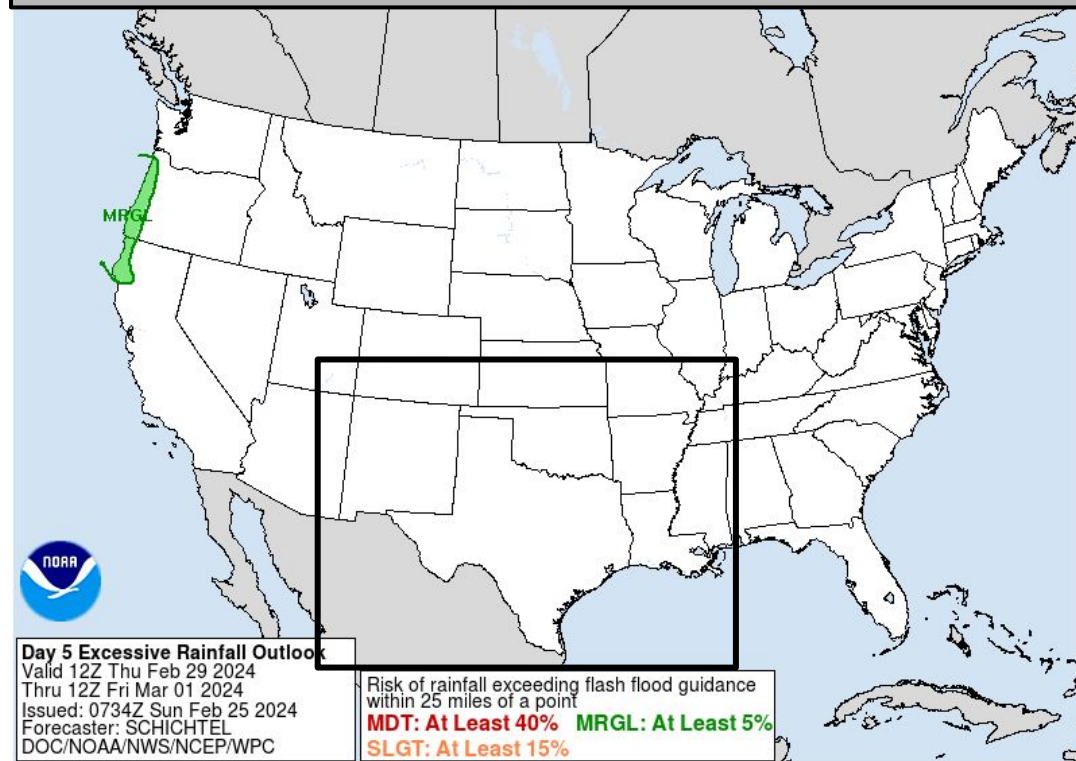 MRGL
NOAA
Day 5 Excessive Rainfall Outlook
Valid 12Z Thu Feb 29 2024
Thru 12Z Fri Mar 01 2024
Issued: 0734Z Sun Feb 25 2024
Forecaster: SCHICHTEL
DOC/NOAA/NWS/NCEP/WPC
Risk of rainfall exceeding flash flood guidance
within 25 miles of a point
MDT: At Least 40% MRGL: At Least 5%
SLGT: At Least 15%